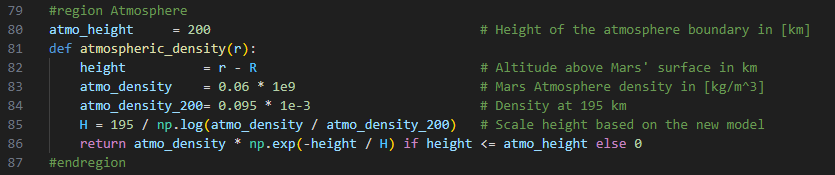 79 #region Atmosphere
80 atmo_height     = 200                              # Height of the atmosphere boundary in [km]
81 def atmospheric_density(r):
82     height          = r - R                        # Altitude above Mars' surface in km
83     atmo_density    = 0.06 * 1e9                   # Mars Atmosphere density in [kg/m^3]
84     atmo_density_200= 0.095 * 1e-3                 # Density at 195 km
85     H = 195 / np.log(atmo_density / atmo_density_200)   # Scale height based on the new model
86     return atmo_density * np.exp(-height / H) if height <= atmo_height else 0
87 #endregion